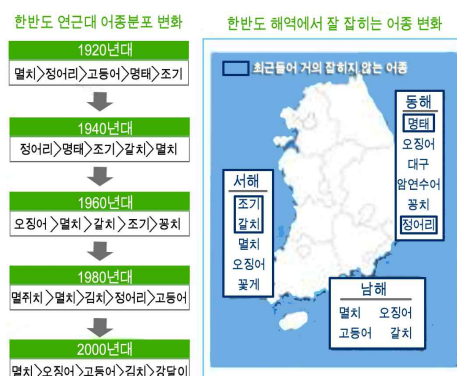 한반도 연근대 어종분포 변화
1920년대
멸치>정어리>고등어>명태>조기
1940년대
정어리>명태>조기>갈치>멸치
1960년대
오징어>멸치>갈치>조기>꽁치
1980년대
멸쥐치>멸치>김치>정어리>고등어
2000년대
멸치>오징어>고등어>김치>강달이
한반도 해역에서 잘 잡히는 어종 변화
최근들어 거의 잡히지 않는 어종
동해
명태
오징어
대구
암연수어
꽁치
정어리
서해
조기
갈치
멸치
오징어
꽃게
남해
멸치 오징어
고등어 갈치